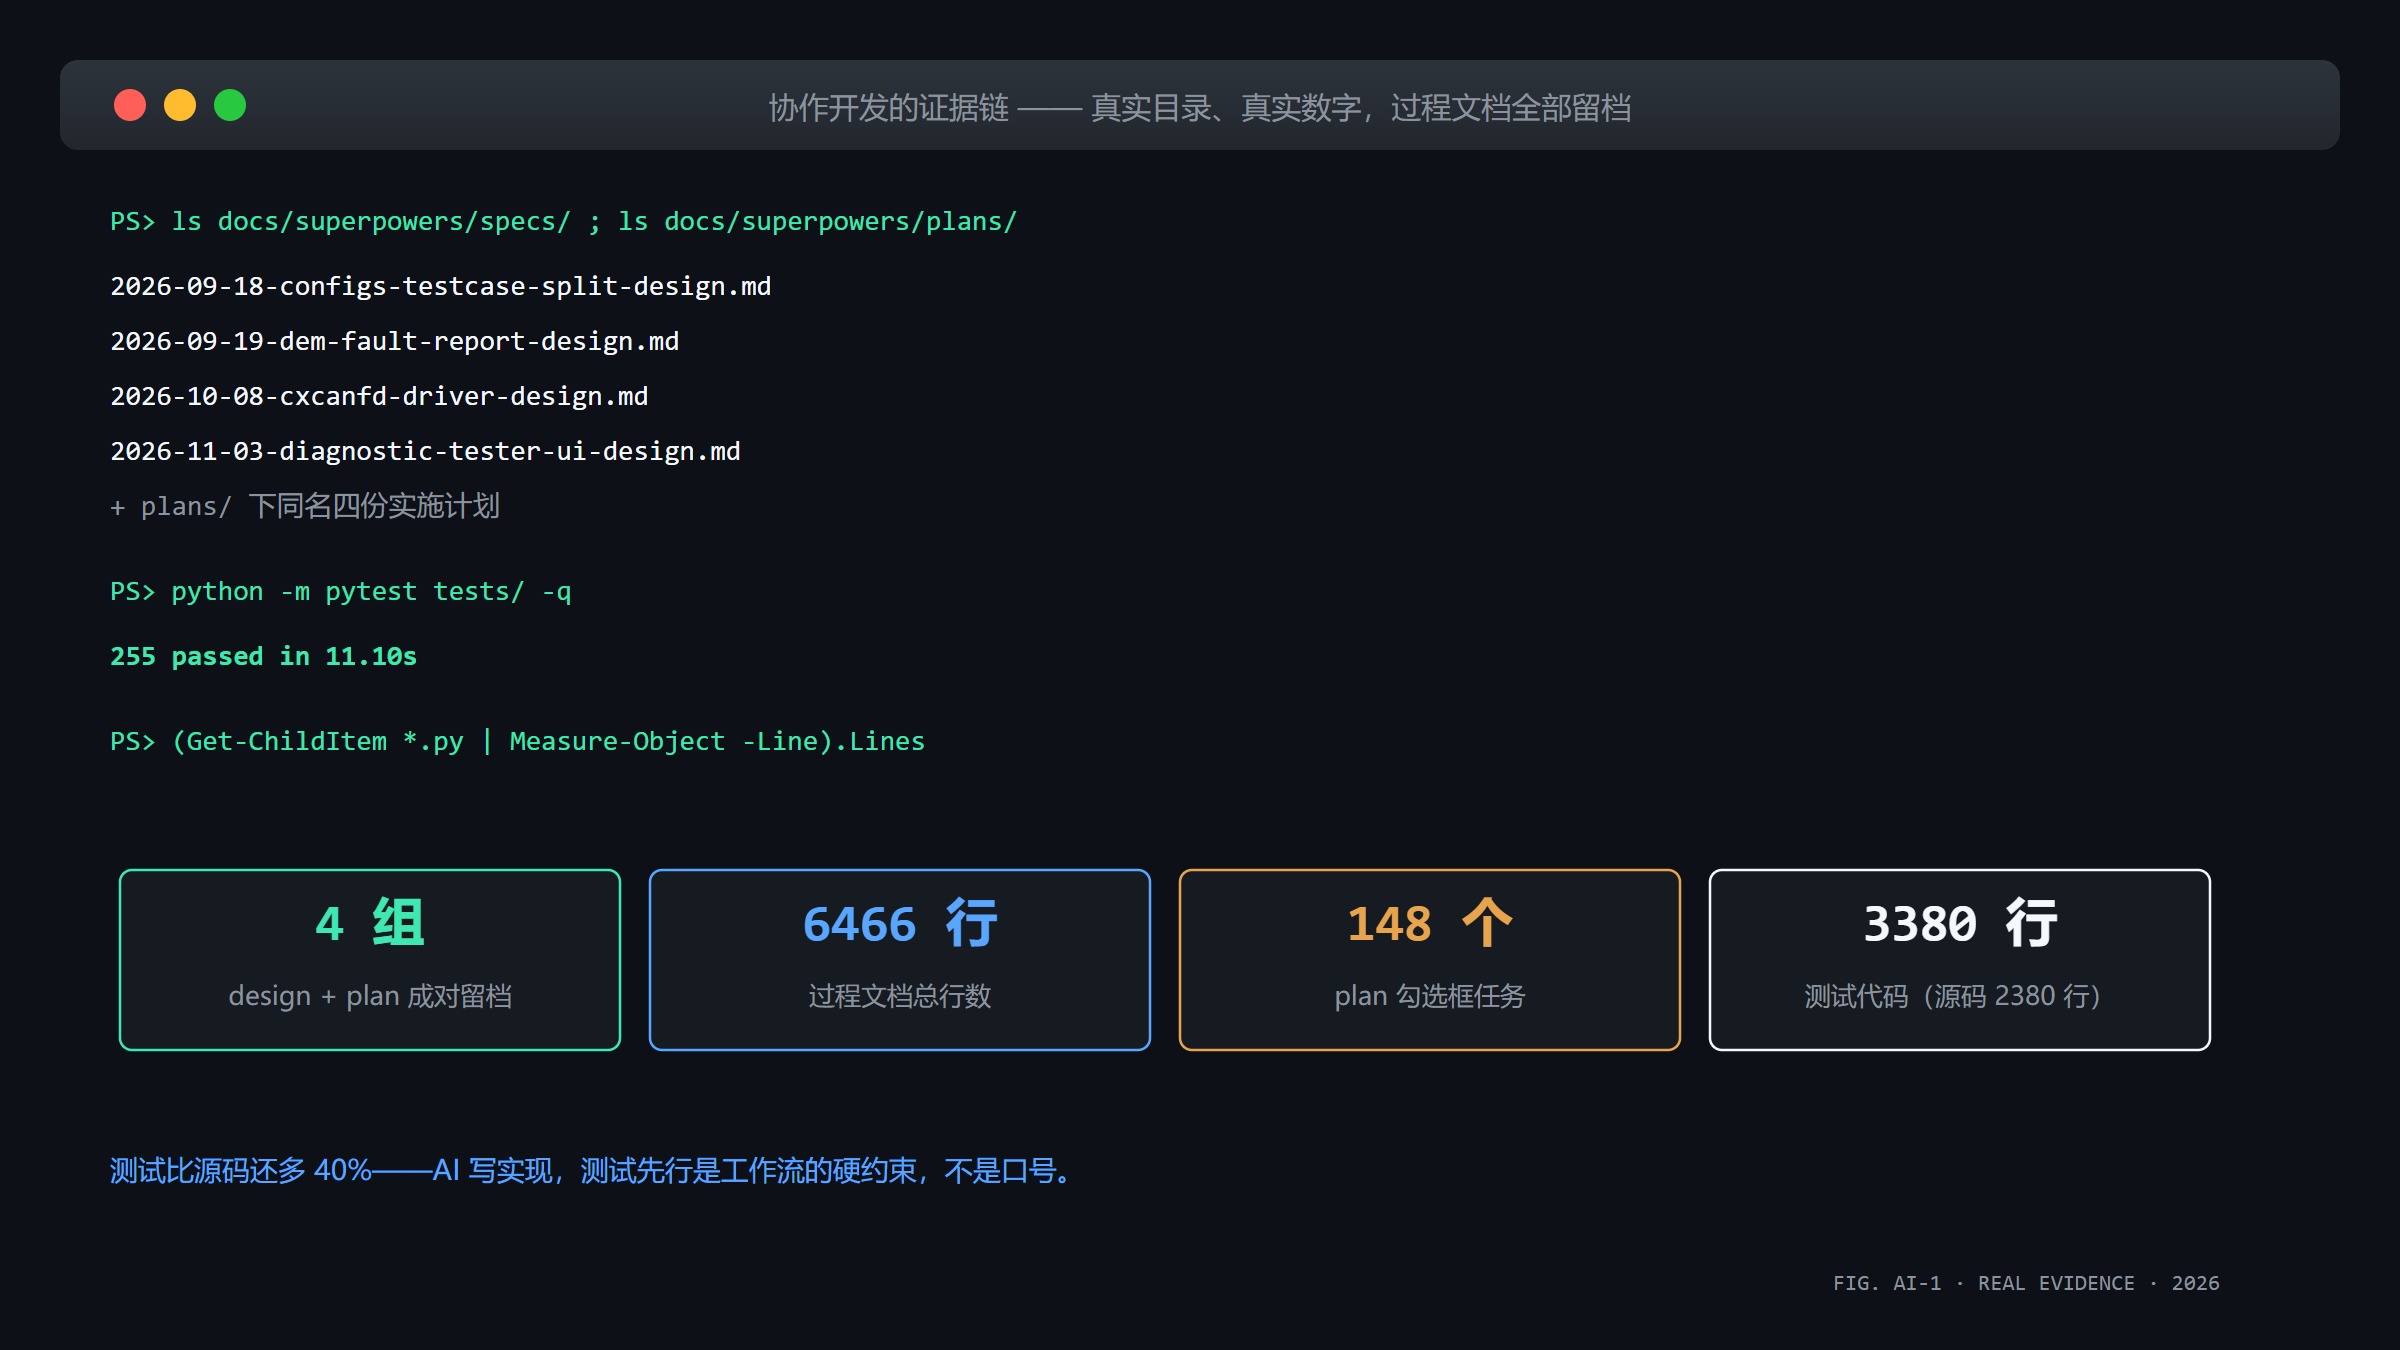 协作开发的证据链 —— 真实目录、真实数字，过程文档全部留档
PS> ls docs/superpowers/specs/ ; ls docs/superpowers/plans/
2026-09-18-configs-testcase-split-design.md
2026-09-19-dem-fault-report-design.md
2026-10-08-cxcanfd-driver-design.md
2026-11-03-diagnostic-tester-ui-design.md
+ plans/ 下同名四份实施计划
PS> python -m pytest tests/ -q
255 passed in 11.10s
PS> (Get-ChildItem *.py | Measure-Object -Line).Lines
4 组
design + plan 成对留档
6466 行
过程文档总行数
148 个
plan 勾选框任务
3380 行
测试代码（源码 2380 行）
测试比源码还多 40%——AI 写实现，测试先行是工作流的硬约束，不是口号。
FIG. AI-1 · REAL EVIDENCE · 2026